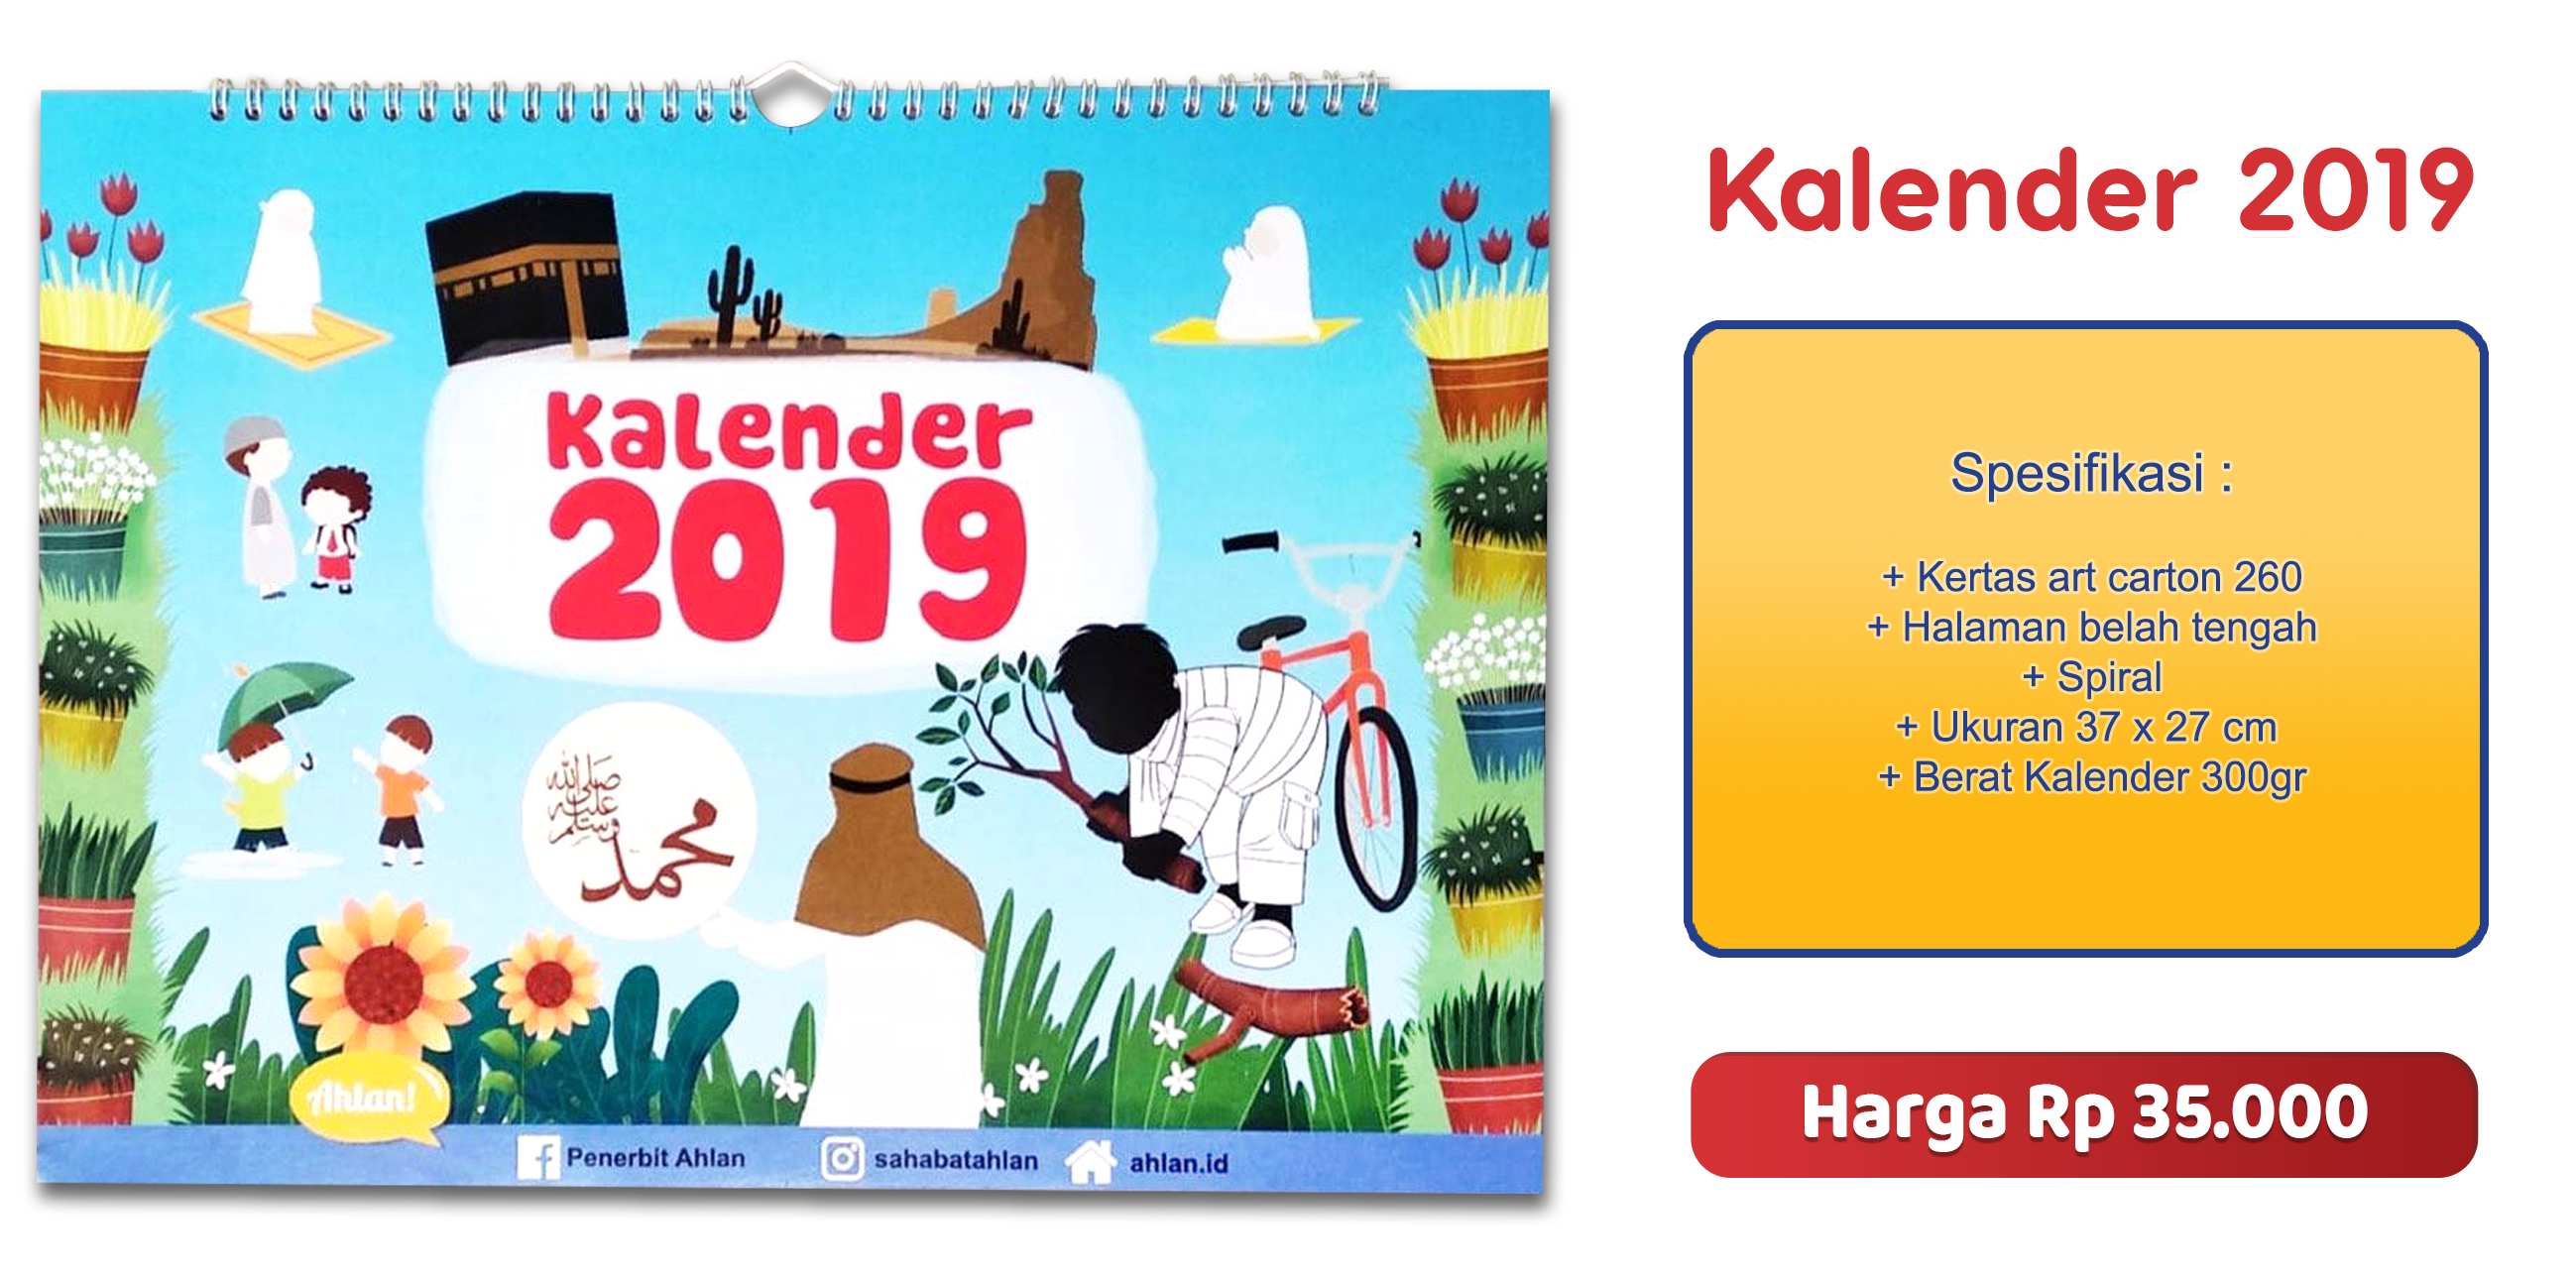 Kalender
2019
صلى الله
عليه
وسلم
محمد
Ahlan!
Penerbit Ahlan
sahabatahlan
ahlan.id
Kalender 2019
Spesifikasi :
+ Kertas art carton 260
+ Halaman belah tengah
+ Spiral
+ Ukuran 37 x 27 cm
+ Berat Kalender 300gr
Harga Rp 35.000